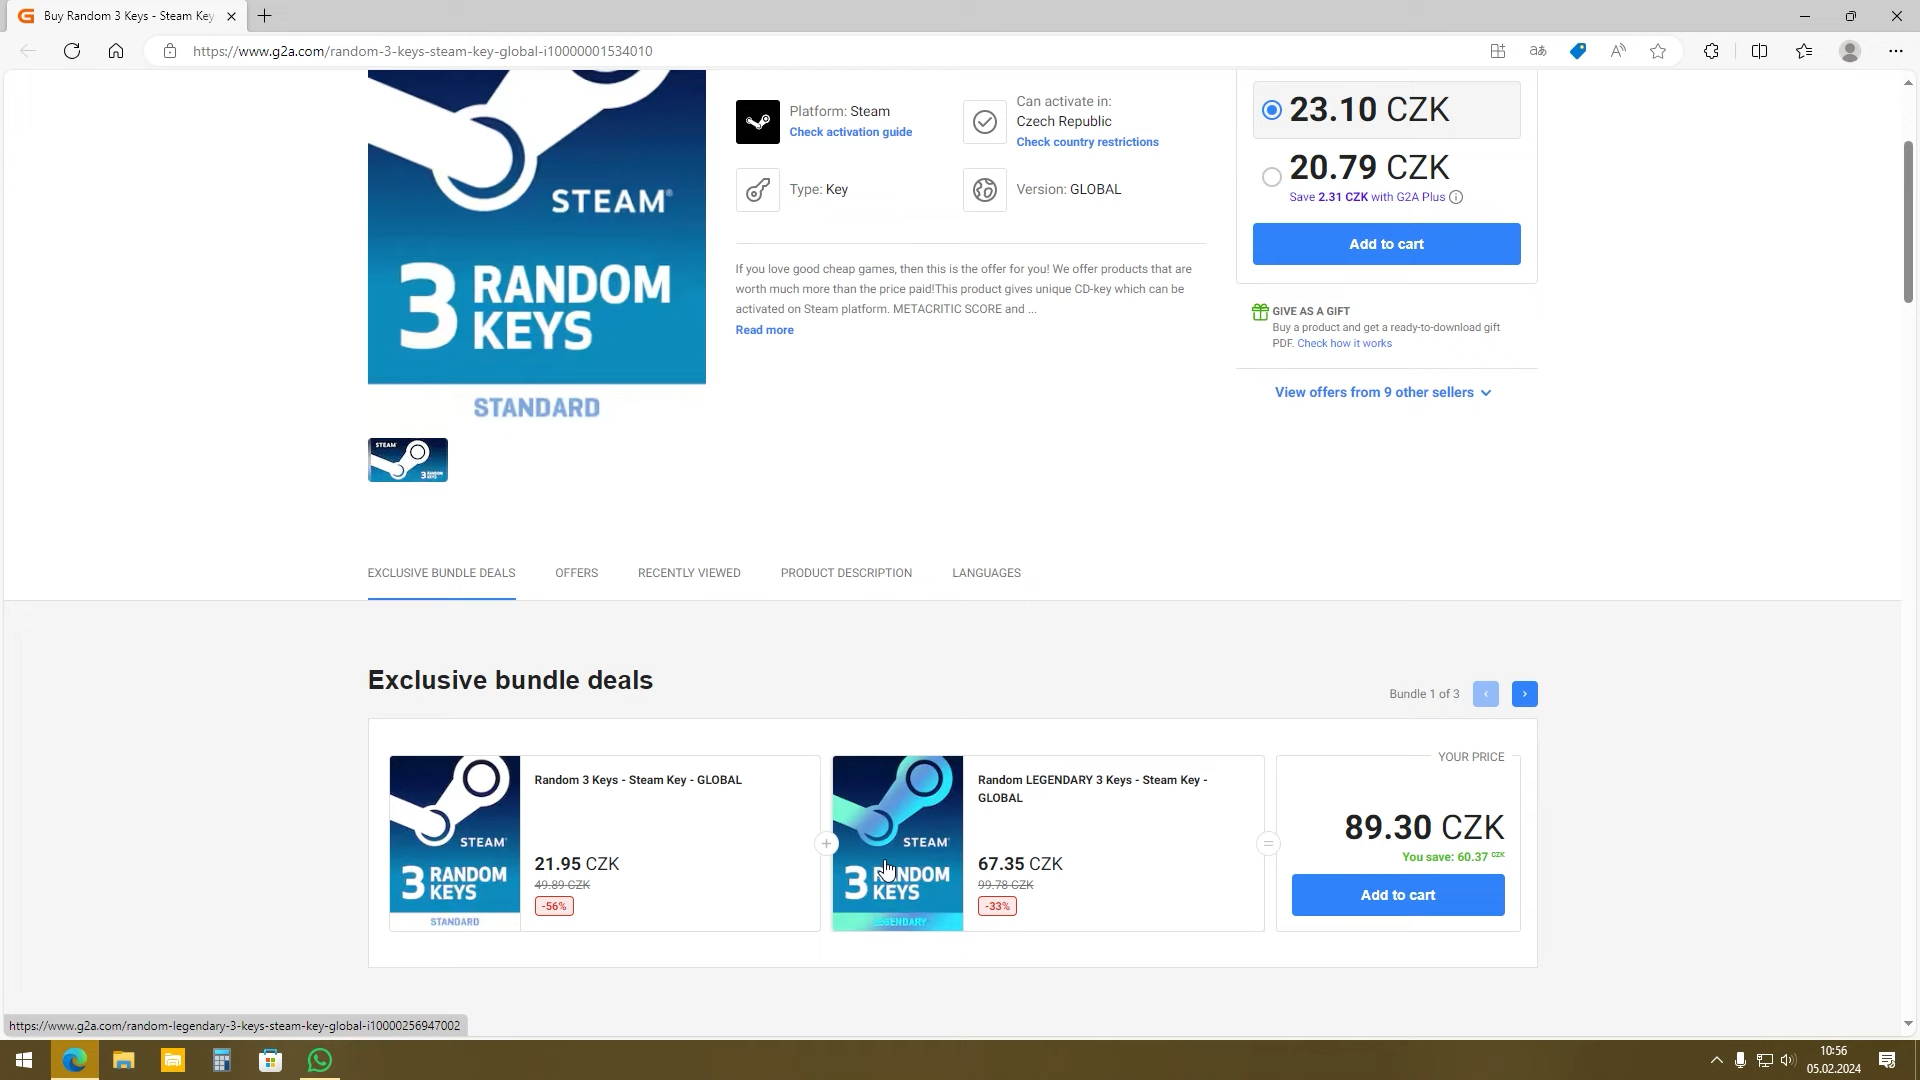 Buy Random 3 Keys - Steam Key
https://www.g2a.com/random-3-keys-steam-key-global-i10000001534010
STEAM
3 RANDOM
KEYS
STANDARD
Platform: Steam
Check activation guide
Can activate in:
Czech Republic
Check country restrictions
Type: Key
Version: GLOBAL
If you love good cheap games, then this is the offer for you! We offer products that are
worth much more than the price paid!This product gives unique CD-key which can be
activated on Steam platform. METACRITIC SCORE and ...
Read more
23.10 CZK
20.79 CZK
Save 2.31 CZK with G2A Plus
Add to cart
GIVE AS A GIFT
Buy a product and get a ready-to-download gift
PDF. Check how it works
View offers from 9 other sellers
STEAM
3 RANDOM
KEYS
EXCLUSIVE BUNDLE DEALS OFFERS RECENTLY VIEWED PRODUCT DESCRIPTION LANGUAGES
Exclusive bundle deals
Bundle 1 of 3
STEAM
3 RANDOM
KEYS
STANDARD
Random 3 Keys - Steam Key - GLOBAL
21.95 CZK
49.89 CZK
-56%
+
STEAM
3 RANDOM
KEYS
LEGENDARY
Random LEGENDARY 3 Keys - Steam Key -
GLOBAL
67.35 CZK
99.78 CZK
-33%
=
YOUR PRICE
89.30 CZK
You save: 60.37 CZK
Add to cart
https://www.g2a.com/random-legendary-3-keys-steam-key-global-i10000256947002
10:56
05.02.2024